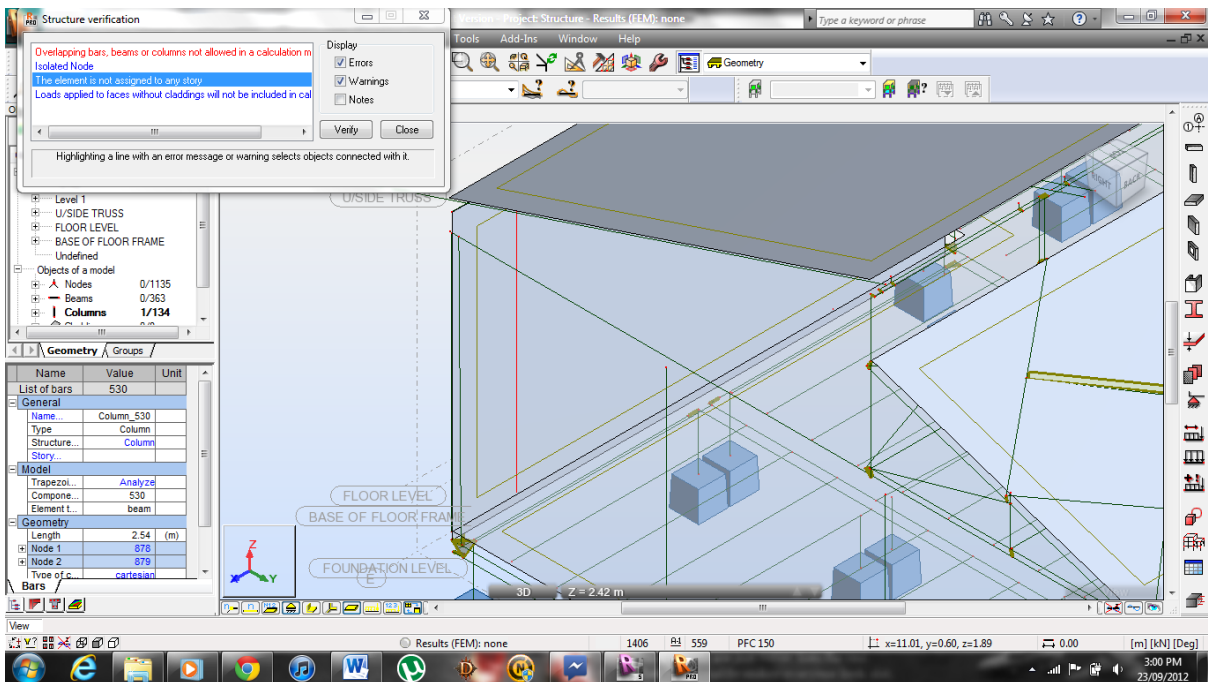 Structure verification
Version - Project: Structure - Results (FEM): none
Type a keyword or phrase
Tools Add-Ins Window Help
Overlapping bars, beams or columns not allowed in a calculation m
Isolated Node
The element is not assigned to any story
Loads applied to faces without claddings will not be included in cal
Display
Errors
Warnings
Notes
Verify Close
Highlighting a line with an error message or warning selects objects connected with it.
Geometry
Level 1
U/SIDE TRUSS
FLOOR LEVEL
BASE OF FLOOR FRAME
Undefined
Objects of a model
Nodes 0/1135
Beams 0/363
Columns 1/134
Geometry Groups
Name Value Unit
List of bars 530
General
Name... Column_530
Type Column
Structure... Column
Story...
Model
Trapezoi... Analyze
Compone... 530
Element t... beam
Geometry
Length 2.54 (m)
Node 1 878
Node 2 879
Type of c... cartesian
Bars
U/SIDE TRUSS
RIGHT BACK
FLOOR LEVEL
BASE OF FLOOR FRAME
FOUNDATION LEVEL
E
Z
X Y
3D Z = 2.42 m
View
Results (FEM): none 1406 559 PFC 150 x=11.01, y=0.60, z=1.89 0.00 [m] [kN] [Deg]
3:00 PM
23/09/2012